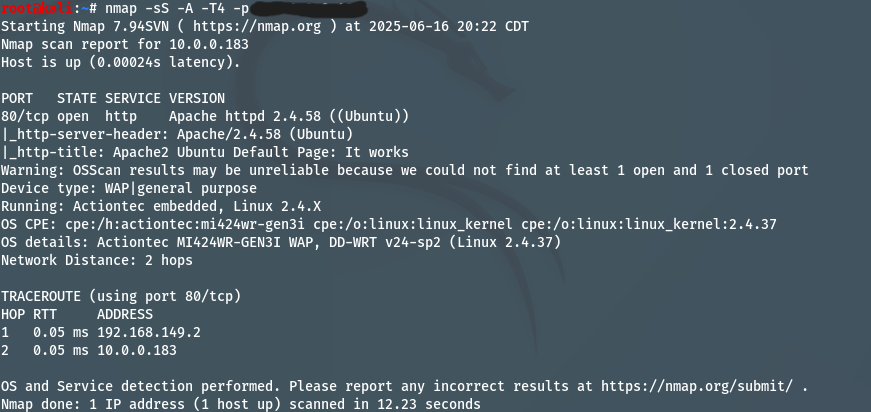 root@kali:~# nmap -sS -A -T4 -p
Starting Nmap 7.94SVN ( https://nmap.org ) at 2025-06-16 20:22 CDT
Nmap scan report for 10.0.0.183
Host is up (0.00024s latency).
PORT   STATE SERVICE VERSION
80/tcp open  http    Apache httpd 2.4.58 ((Ubuntu))
|_http-server-header: Apache/2.4.58 (Ubuntu)
|_http-title: Apache2 Ubuntu Default Page: It works
Warning: OSScan results may be unreliable because we could not find at least 1 open and 1 closed port
Device type: WAP|general purpose
Running: Actiontec embedded, Linux 2.4.X
OS CPE: cpe:/h:actiontec:mi424wr-gen3i cpe:/o:linux:linux_kernel cpe:/o:linux:linux_kernel:2.4.37
OS details: Actiontec MI424WR-GEN3I WAP, DD-WRT v24-sp2 (Linux 2.4.37)
Network Distance: 2 hops
TRACEROUTE (using port 80/tcp)
HOP RTT     ADDRESS
1   0.05 ms 192.168.149.2
2   0.05 ms 10.0.0.183
OS and Service detection performed. Please report any incorrect results at https://nmap.org/submit/ .
Nmap done: 1 IP address (1 host up) scanned in 12.23 seconds